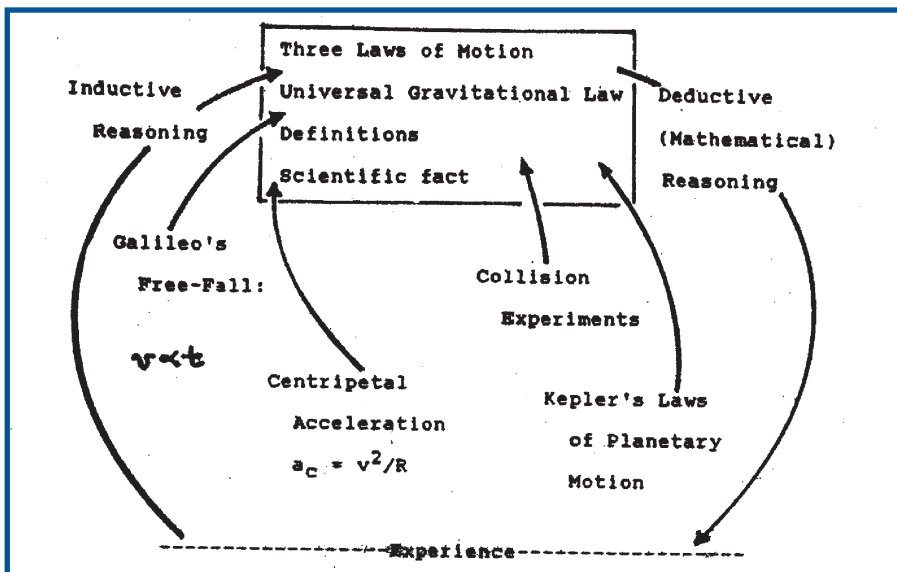 Three Laws of Motion
Universal Gravitational Law
Definitions
Scientific fact
Inductive
Reasoning
Deductive
(Mathematical)
Reasoning
Galileo's
Free-Fall:
v∝t
Collision
Experiments
Centripetal
Acceleration
a_c = v²/R
Kepler's Laws
of Planetary
Motion
Experience